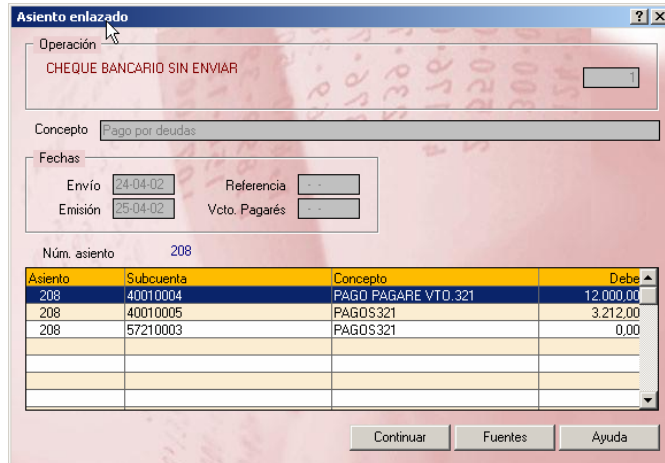 Asiento enlazado
Operación
CHEQUE BANCARIO SIN ENVIAR
1
Concepto Pago por deudas
Fechas
Envío 24-04-02 Referencia - -
Emisión 25-04-02 Vcto. Pagarés - -
Núm. asiento 208
Asiento Subcuenta Concepto Debe
208 40010004 PAGO PAGARE VTO.321 12.000,00
208 40010005 PAGOS321 3.212,00
208 57210003 PAGOS321 0,00
Continuar Fuentes Ayuda